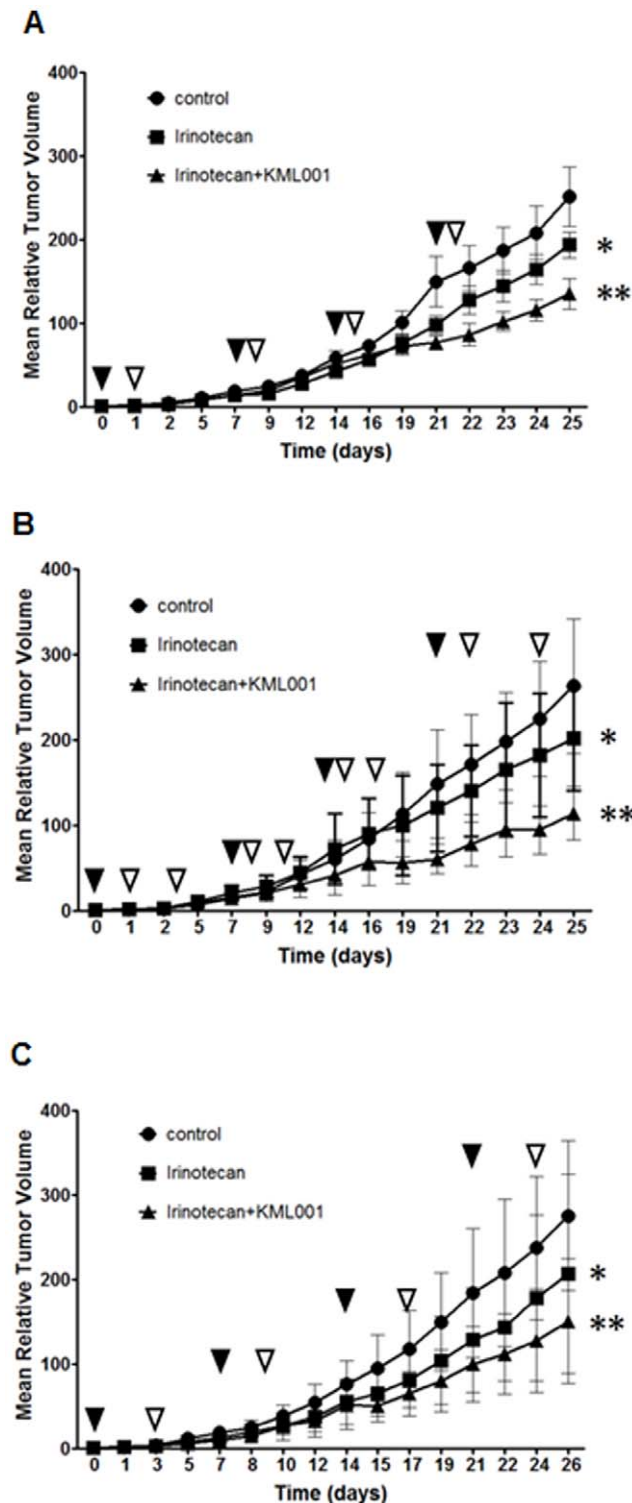 A
400
300
200
100
0
Mean Relative Tumor Volume
control
Irinotecan
Irinotecan+KML001
*
**
0 1 2 5 7 9 12 14 16 19 21 22 23 24 25
Time (days)
B
400
300
200
100
0
Mean Relative Tumor Volume
control
Irinotecan
Irinotecan+KML001
*
**
0 1 2 5 7 9 12 14 16 19 21 22 23 24 25
Time (days)
C
400
300
200
100
0
Mean Relative Tumor Volume
control
Irinotecan
Irinotecan+KML001
*
**
0 1 3 5 7 8 10 12 14 15 17 19 21 22 24 26
Time (days)